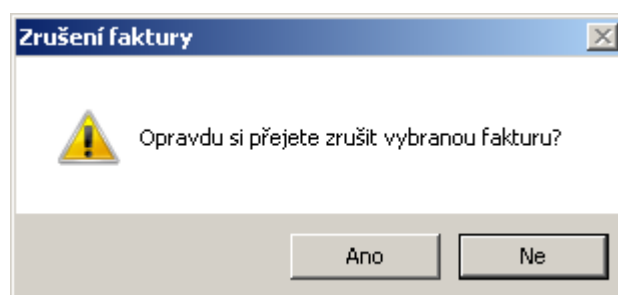 Zrušení faktury
Opravdu si přejete zrušit vybranou fakturu?
Ano
Ne